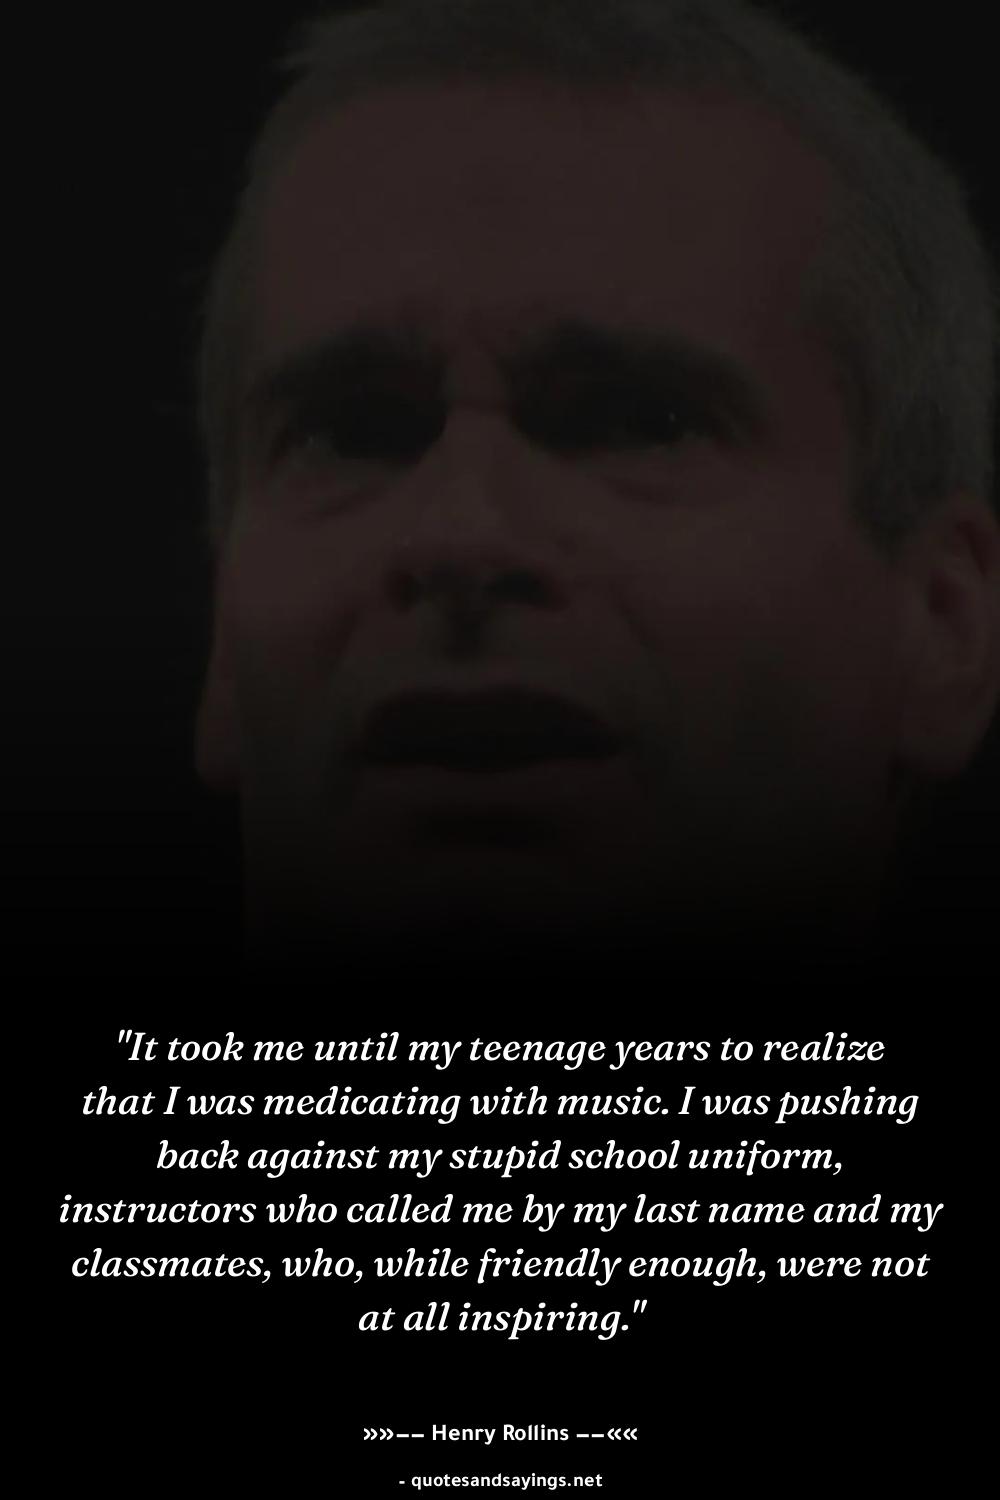 "It took me until my teenage years to realize
that I was medicating with music. I was pushing
back against my stupid school uniform,
instructors who called me by my last name and my
classmates, who, while friendly enough, were not
at all inspiring."
»»—— Henry Rollins ——««
- quotesandsayings.net